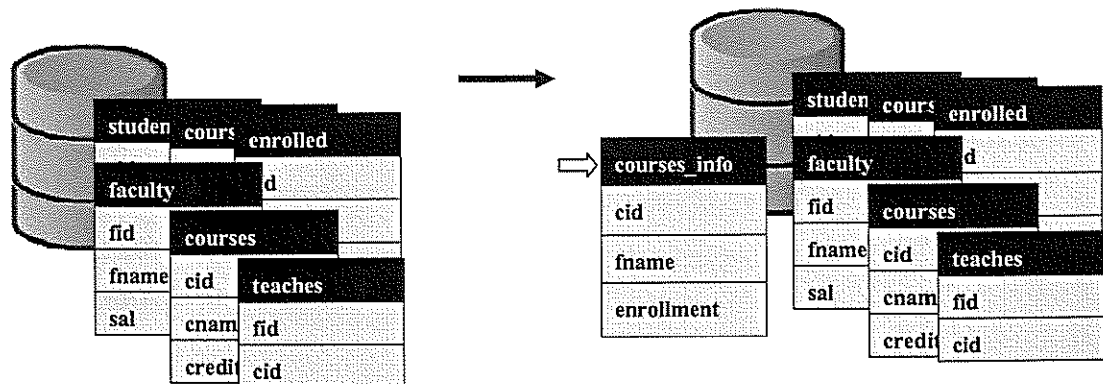 studen
cours
enrolled
d
faculty
fid
fname
sal
courses
cid
cnam
credit
teaches
fid
cid
studen
cours
enrolled
d
courses_info
cid
fname
enrollment
faculty
fid
fname
sal
courses
cid
cnam
credit
teaches
fid
cid